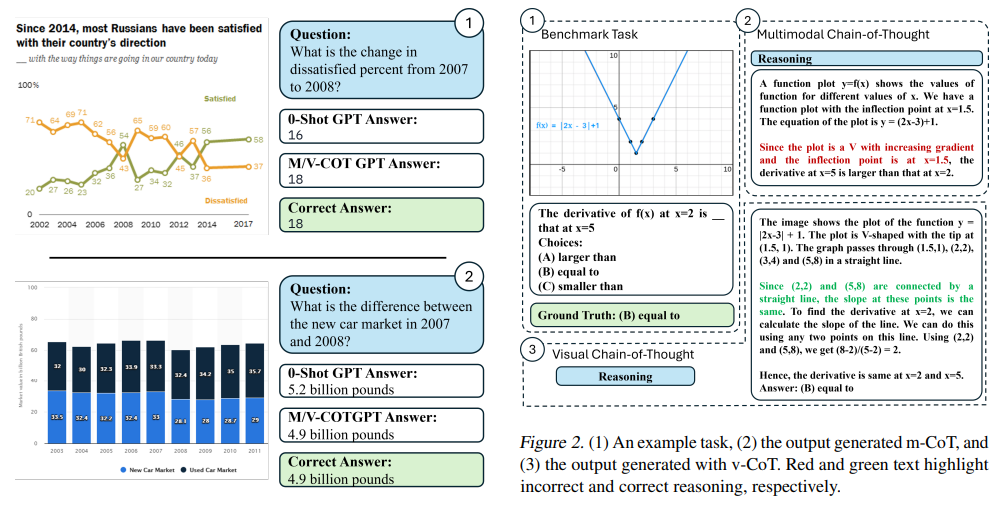 Since 2014, most Russians have been satisfied
with their country's direction
__ with the way things are going in our country today
100%
Satisfied
71 64 69 71 62 56 54 65 59 60 46 57 56 58
20 27 26 23 32 36 43 27 34 32 45 37 36 37
Dissatisfied
0
2002 2004 2006 2008 2010 2012 2014 2017
1
Question:
What is the change in
dissatisfied percent from 2007
to 2008?
0-Shot GPT Answer:
16
M/V-COT GPT Answer:
18
Correct Answer:
18
Market value in billion British pounds
100
80
60
40
20
0
32 30 32.3 33.9 33.3 32.4 34.2 35 35.7
33.5 32.4 32.2 32.4 33 28.1 28 28.7 29
2003 2004 2005 2006 2007 2008 2009 2010 2011
New Car Market Used Car Market
2
Question:
What is the difference between
the new car market in 2007
and 2008?
0-Shot GPT Answer:
5.2 billion pounds
M/V-COTGPT Answer:
4.9 billion pounds
Correct Answer:
4.9 billion pounds
1
Benchmark Task
10
5
f(x) = |2x - 3|+1
-5 0 5 10
The derivative of f(x) at x=2 is __
that at x=5
Choices:
(A) larger than
(B) equal to
(C) smaller than
Ground Truth: (B) equal to
2
Multimodal Chain-of-Thought
Reasoning
A function plot y=f(x) shows the values of
function for different values of x. We have a
function plot with the inflection point at x=1.5.
The equation of the plot is y = (2x-3)+1.
Since the plot is a V with increasing gradient
and the inflection point is at x=1.5, the
derivative at x=5 is larger than that at x=2.
3
Visual Chain-of-Thought
Reasoning
The image shows the plot of the function y =
|2x-3| + 1. The plot is V-shaped with the tip at
(1.5, 1). The graph passes through (1.5,1), (2,2),
(3,4) and (5,8) in a straight line.
Since (2,2) and (5,8) are connected by a
straight line, the slope at these points is the
same. To find the derivative at x=2, we can
calculate the slope of the line. We can do this
using any two points on this line. Using (2,2)
and (5,8), we get (8-2)/(5-2) = 2.
Hence, the derivative is same at x=2 and x=5.
Answer: (B) equal to
Figure 2. (1) An example task, (2) the output generated m-CoT, and
(3) the output generated with v-CoT. Red and green text highlight
incorrect and correct reasoning, respectively.